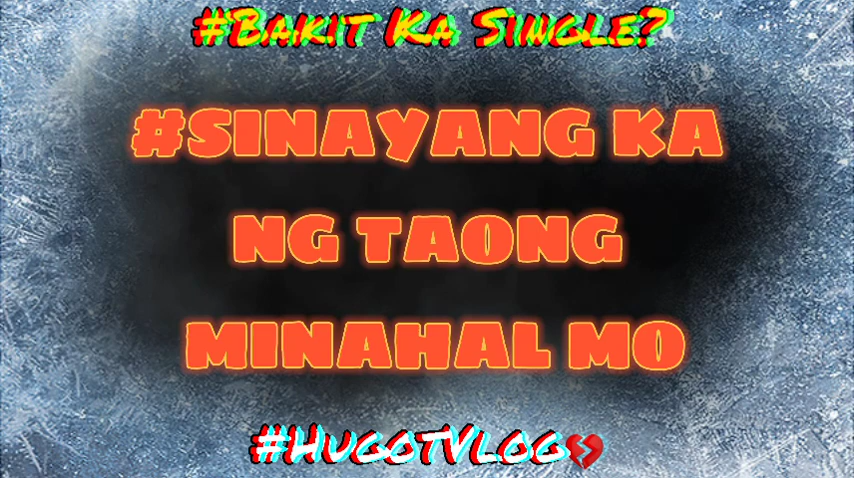 #Bakit Ka Single?
#SINAYANG KA
NG TAONG
MINAHAL MO
#HugotVlog💔